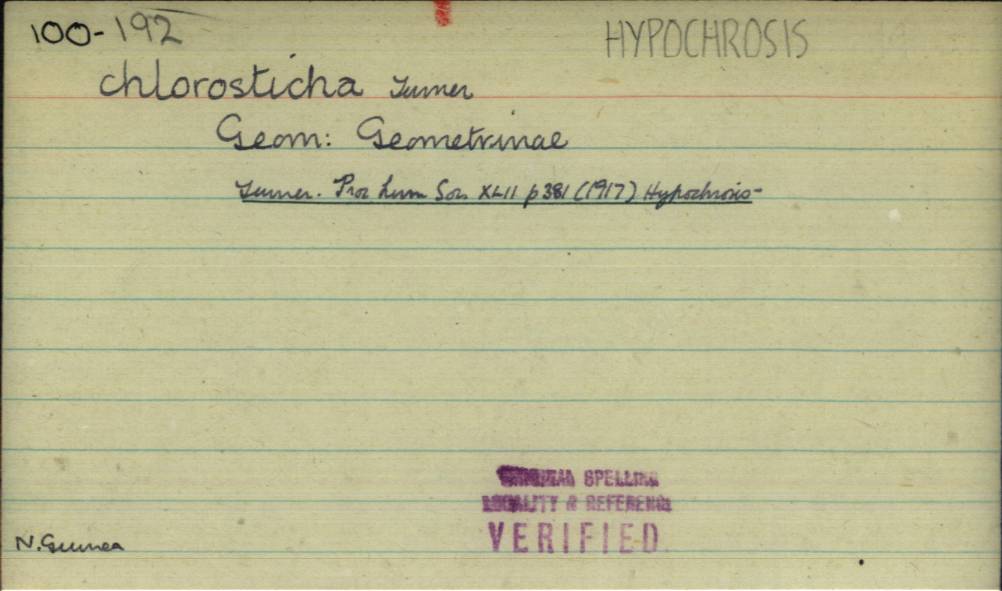 100-192 HYPOCHROSIS
chlorosticha Turner
Geom: Geometrinae
Turner. Proc Linn Soc XLII p 381 (1917) Hypochrosis-
SPELLING
LOCALITY & REFERENCE
VERIFIED
N. Guinea